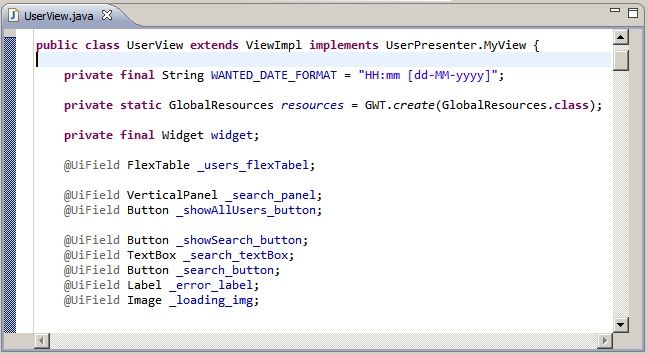 UserView.java
public class UserView extends ViewImpl implements UserPresenter.MyView {
private final String WANTED_DATE_FORMAT = "HH:mm [dd-MM-yyyy]";
private static GlobalResources resources = GWT.create(GlobalResources.class);
private final Widget widget;
@UiField FlexTable _users_flexTabel;
@UiField VerticalPanel _search_panel;
@UiField Button _showAllUsers_button;
@UiField Button _showSearch_button;
@UiField TextBox _search_textBox;
@UiField Button _search_button;
@UiField Label _error_label;
@UiField Image _loading_img;